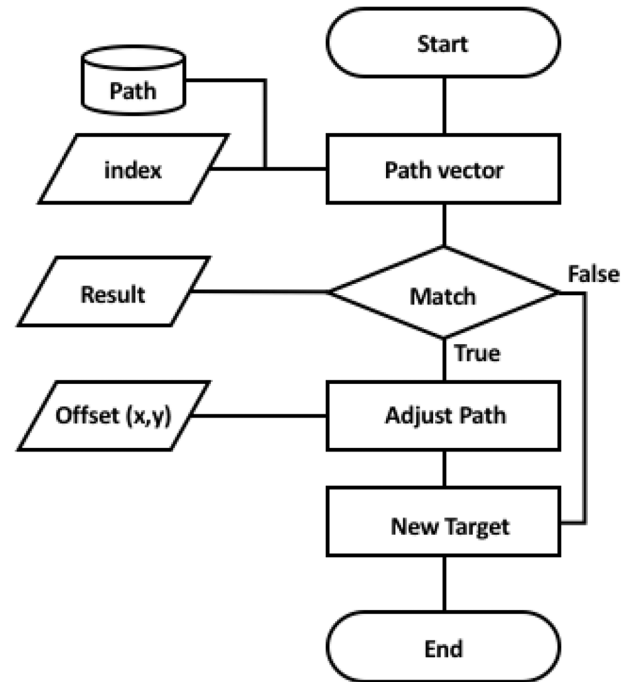 Start
Path
index
Path vector
Result
Match
False
True
Offset (x,y)
Adjust Path
New Target
End